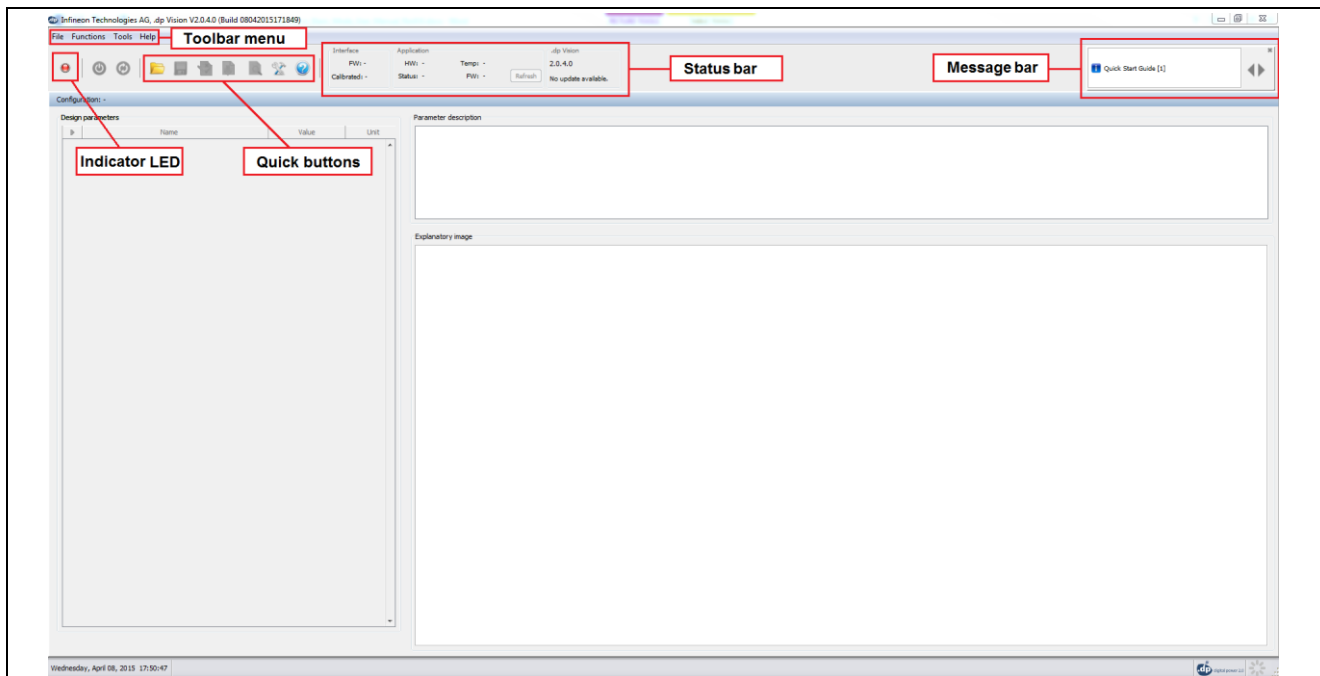 Infineon Technologies AG, .dp Vision V2.0.4.0 (Build 08042015171849)
File Functions Tools Help
Toolbar menu
Interface Application .dp Vision
FW: - HW: - Temp: - 2.0.4.0
Calibrated: - Status: - FW: - Refresh No update available.
Status bar
Message bar
Quick Start Guide [1]
Configuration: -
Design parameters
Name Value Unit
Indicator LED
Quick buttons
Parameter description
Explanatory image
Wednesday, April 08, 2015 17:50:47
.dp